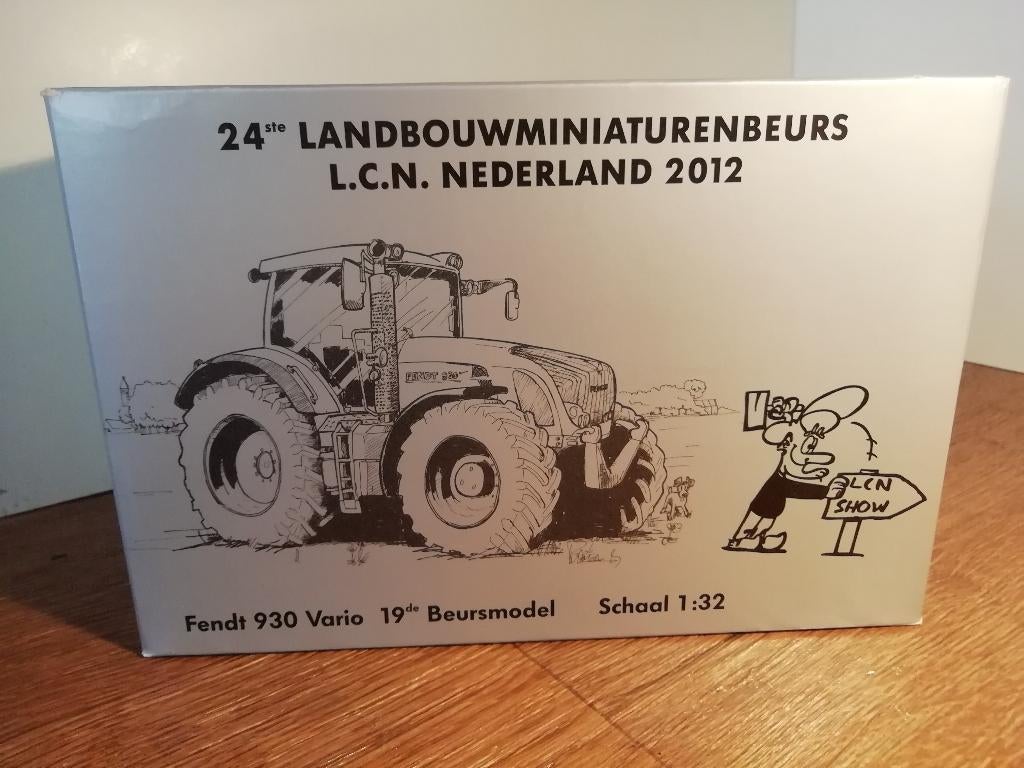 24ste LANDBOUWMINIATURENBEURS
L.C.N. NEDERLAND 2012
FENDT 930
FENDT
LCN
SHOW
Fendt 930 Vario 19de Beursmodel Schaal 1:32